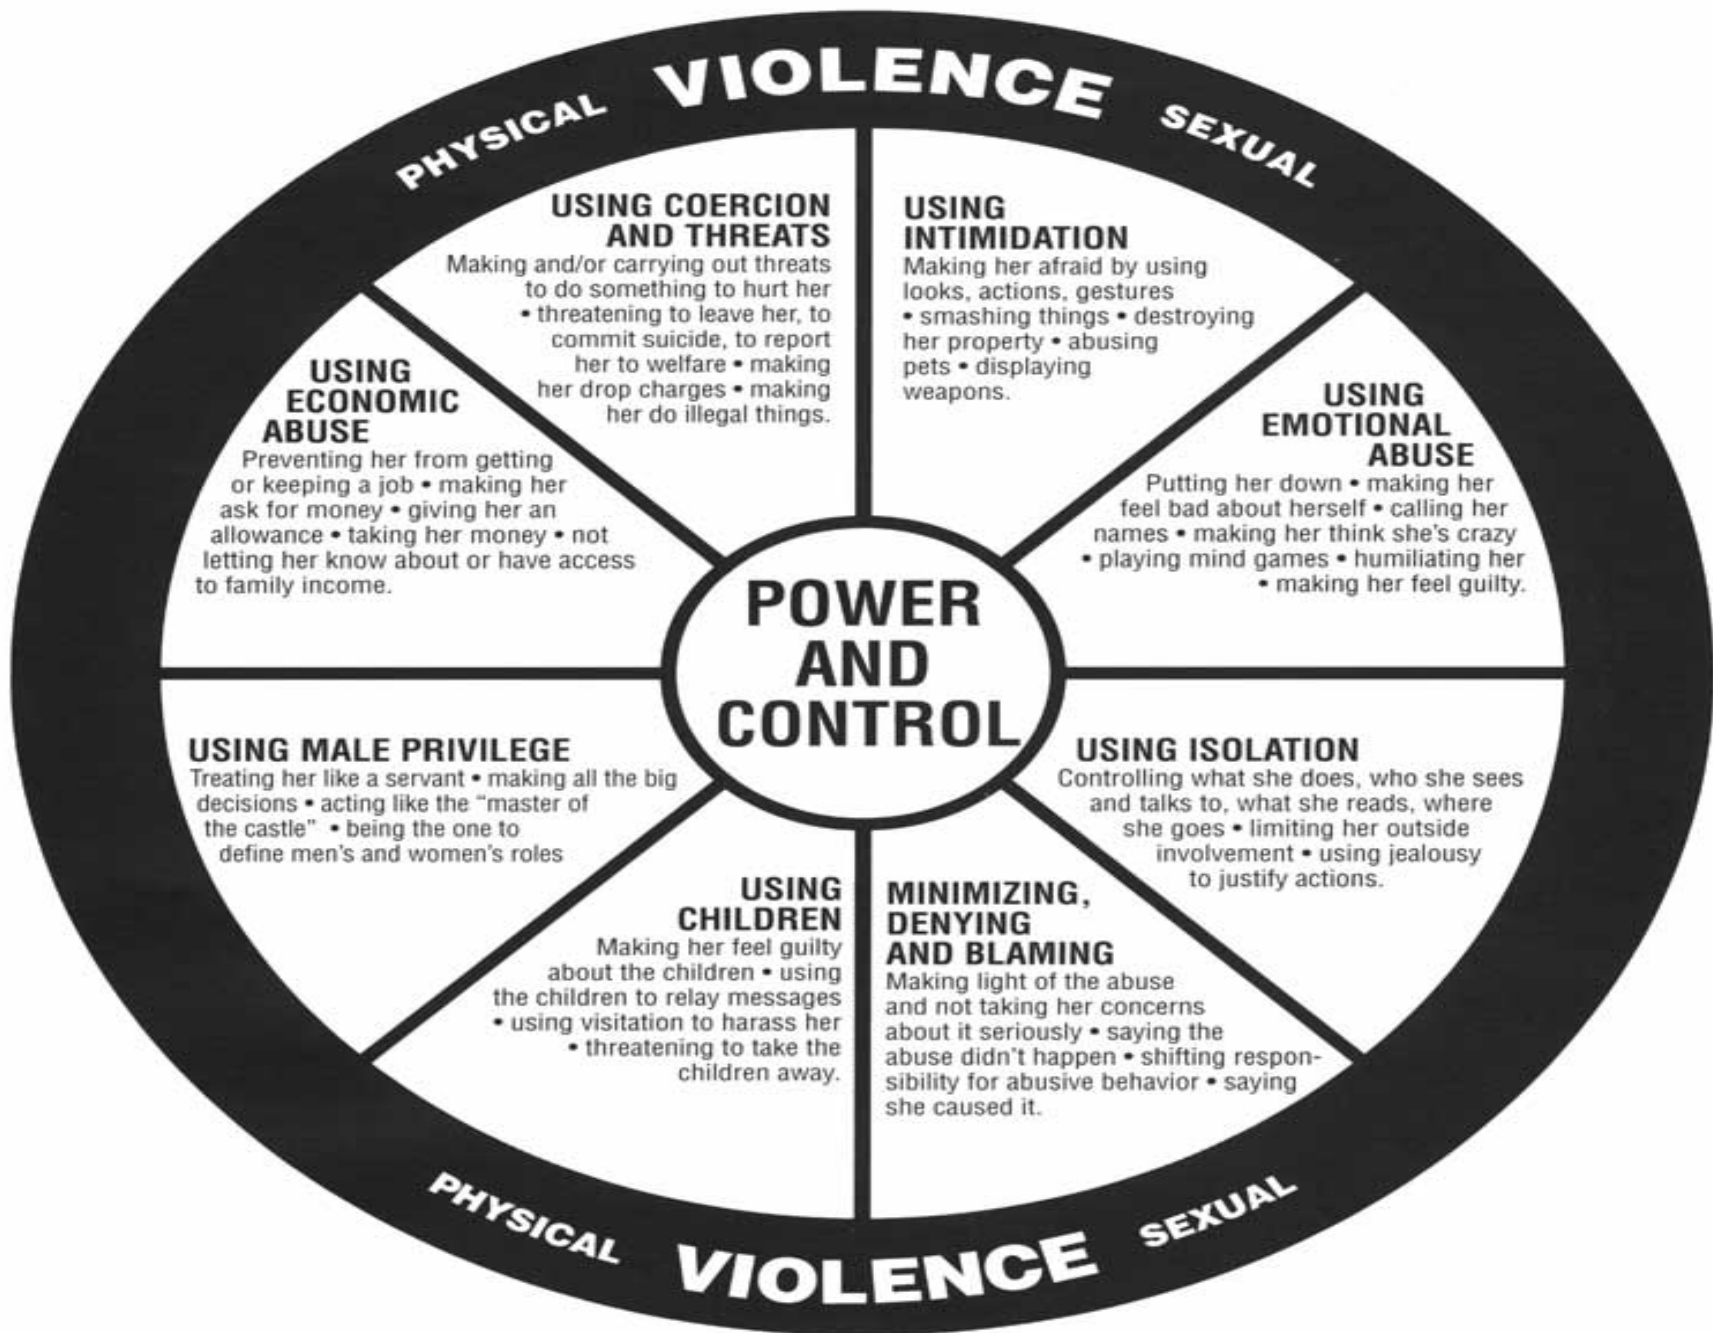 PHYSICAL VIOLENCE SEXUAL
USING COERCION
AND THREATS
Making and/or carrying out threats
to do something to hurt her
• threatening to leave her, to
commit suicide, to report
her to welfare • making
her drop charges • making
her do illegal things.
USING
INTIMIDATION
Making her afraid by using
looks, actions, gestures
• smashing things • destroying
her property • abusing
pets • displaying
weapons.
USING
EMOTIONAL
ABUSE
Putting her down • making her
feel bad about herself • calling her
names • making her think she's crazy
• playing mind games • humiliating her
• making her feel guilty.
USING ISOLATION
Controlling what she does, who she sees
and talks to, what she reads, where
she goes • limiting her outside
involvement • using jealousy
to justify actions.
MINIMIZING,
DENYING
AND BLAMING
Making light of the abuse
and not taking her concerns
about it seriously • saying the
abuse didn't happen • shifting respon-
sibility for abusive behavior • saying
she caused it.
USING
CHILDREN
Making her feel guilty
about the children • using
the children to relay messages
• using visitation to harass her
• threatening to take the
children away.
USING MALE PRIVILEGE
Treating her like a servant • making all the big
decisions • acting like the “master of
the castle” • being the one to
define men's and women's roles
USING
ECONOMIC
ABUSE
Preventing her from getting
or keeping a job • making her
ask for money • giving her an
allowance • taking her money • not
letting her know about or have access
to family income.
POWER
AND
CONTROL
PHYSICAL VIOLENCE SEXUAL